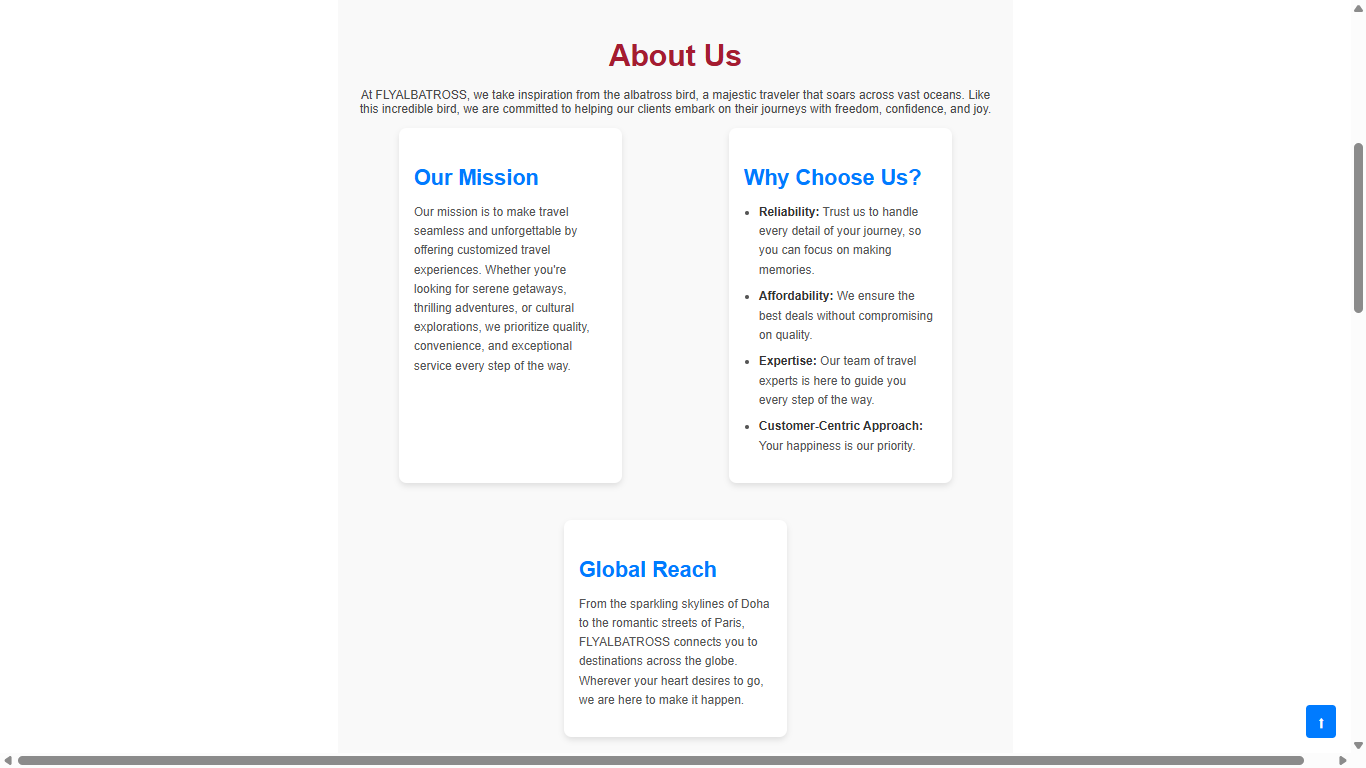 About Us
At FLYALBATROSS, we take inspiration from the albatross bird, a majestic traveler that soars across vast oceans. Like
this incredible bird, we are committed to helping our clients embark on their journeys with freedom, confidence, and joy.
Our Mission
Our mission is to make travel
seamless and unforgettable by
offering customized travel
experiences. Whether you're
looking for serene getaways,
thrilling adventures, or cultural
explorations, we prioritize quality,
convenience, and exceptional
service every step of the way.
Why Choose Us?
• Reliability: Trust us to handle
every detail of your journey, so
you can focus on making
memories.
• Affordability: We ensure the
best deals without compromising
on quality.
• Expertise: Our team of travel
experts is here to guide you
every step of the way.
• Customer-Centric Approach:
Your happiness is our priority.
Global Reach
From the sparkling skylines of Doha
to the romantic streets of Paris,
FLYALBATROSS connects you to
destinations across the globe.
Wherever your heart desires to go,
we are here to make it happen.